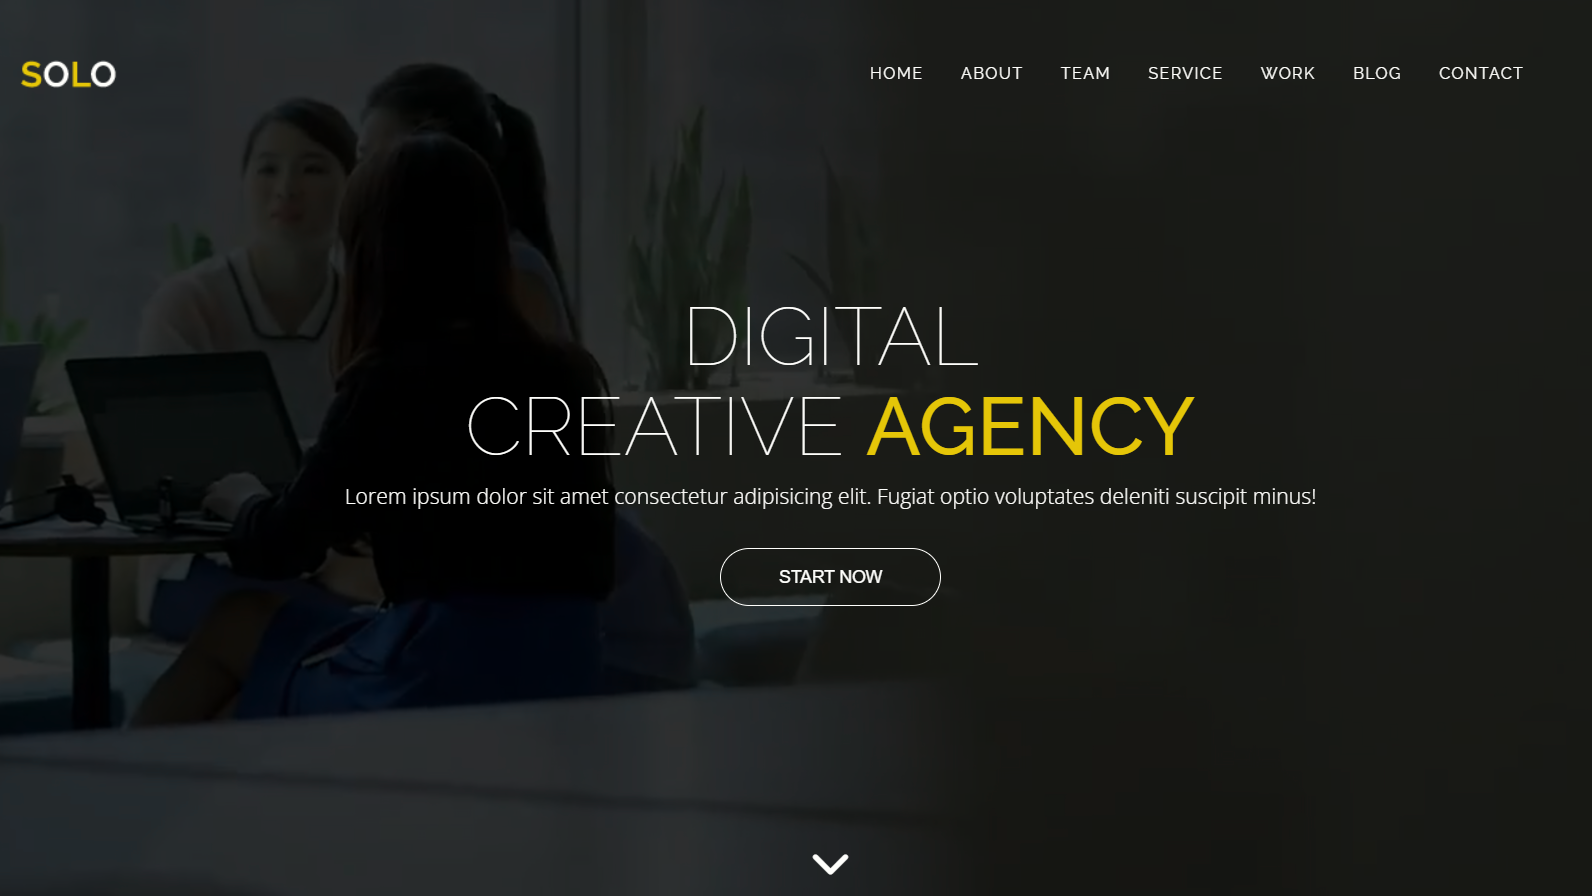 SOLO
HOME ABOUT TEAM SERVICE WORK BLOG CONTACT
DIGITAL
CREATIVE AGENCY
Lorem ipsum dolor sit amet consectetur adipisicing elit. Fugiat optio voluptates deleniti suscipit minus!
START NOW